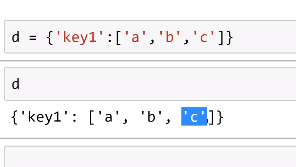 d = {'key1':['a','b','c']}
d
{'key1': ['a', 'b', 'c']}